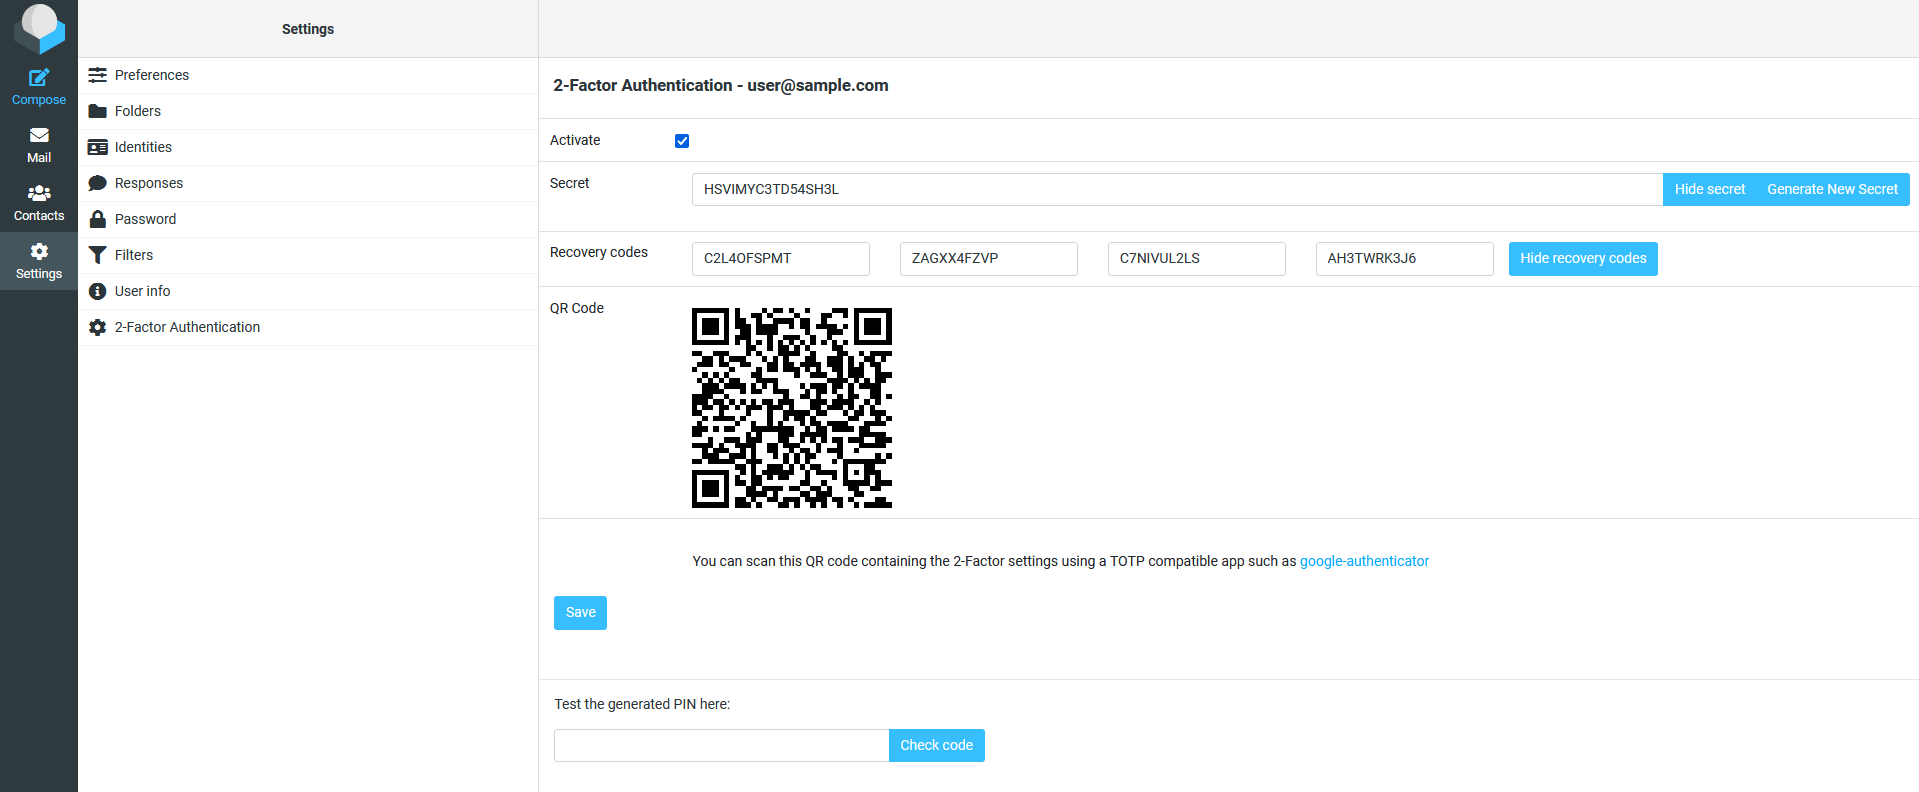 Settings
Compose
Mail
Contacts
Settings
Preferences
Folders
Identities
Responses
Password
Filters
User info
2-Factor Authentication
2-Factor Authentication - user@sample.com
Activate
Secret HSVIMYC3TD54SH3L Hide secret Generate New Secret
Recovery codes C2L4OFSPMT ZAGXX4FZVP C7NIVUL2LS AH3TWRK3J6 Hide recovery codes
QR Code
You can scan this QR code containing the 2-Factor settings using a TOTP compatible app such as google-authenticator
Save
Test the generated PIN here:
Check code